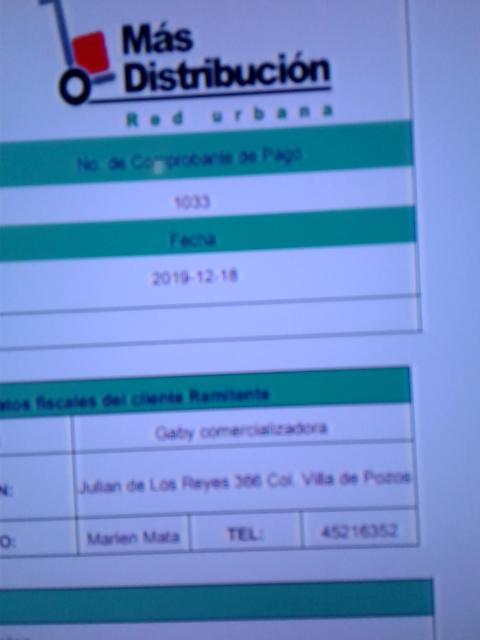 Más
Distribución
Red urbana
No. de Comprobante de Pago
1033
Fecha
2019-12-18
atos fiscales del cliente Remitente
Gaby comercializadora
N:
Julian de Los Reyes 366 Col. Villa de Pozos
O:
Marlen Mata
TEL:
45216352